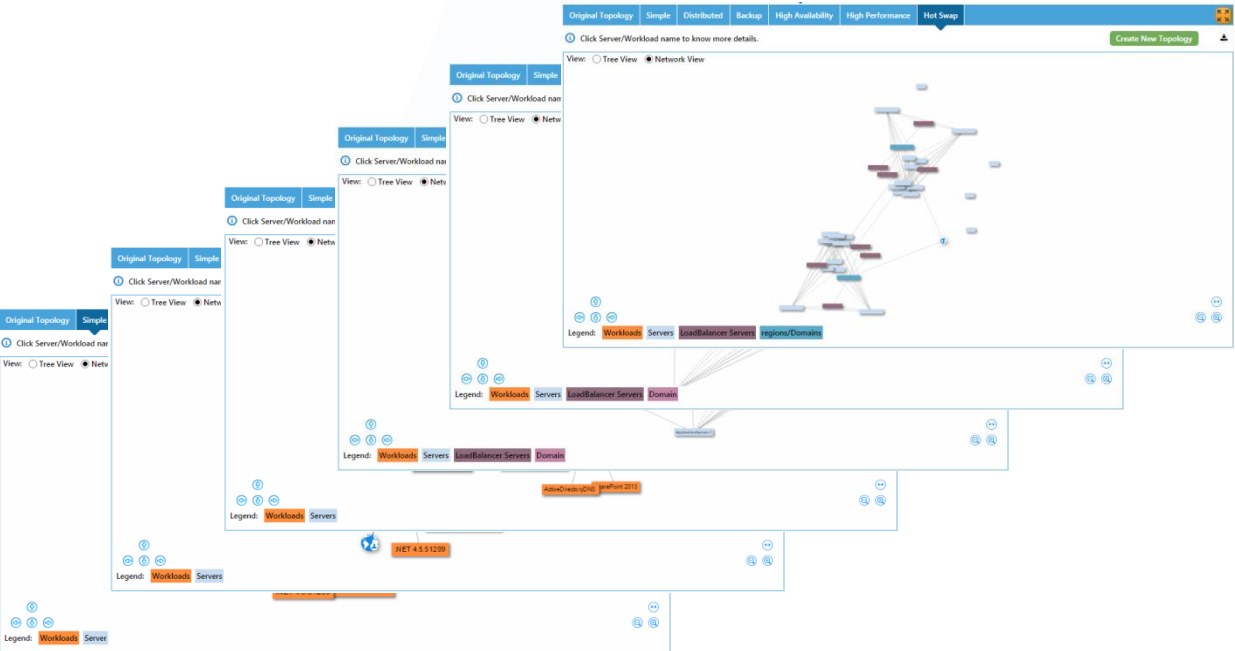 Original Topology Simple Distributed Backup High Availability High Performance Hot Swap
Click Server/Workload name to know more details. Create New Topology
View: Tree View Network View
Legend: Workloads Servers LoadBalancer Servers regions/Domains
Original Topology Simple
Click Server/Workload nam
View: Tree View Netw
Legend: Workloads Servers LoadBalancer Servers Domain
Original Topology Simple
Click Server/Workload nam
View: Tree View Netw
Legend: Workloads Servers LoadBalancer Servers Domain
Original Topology Simple
Click Server/Workload nam
View: Tree View Netw
ActiveDirectoryDNS arePoint 2013
Legend: Workloads Servers
Original Topology Simple
Click Server/Workload nam
View: Tree View Netw
.NET 4.5.51209
Legend: Workloads Servers
Original Topology Simple
Click Server/Workload nam
View: Tree View Netw
Legend: Workloads Server